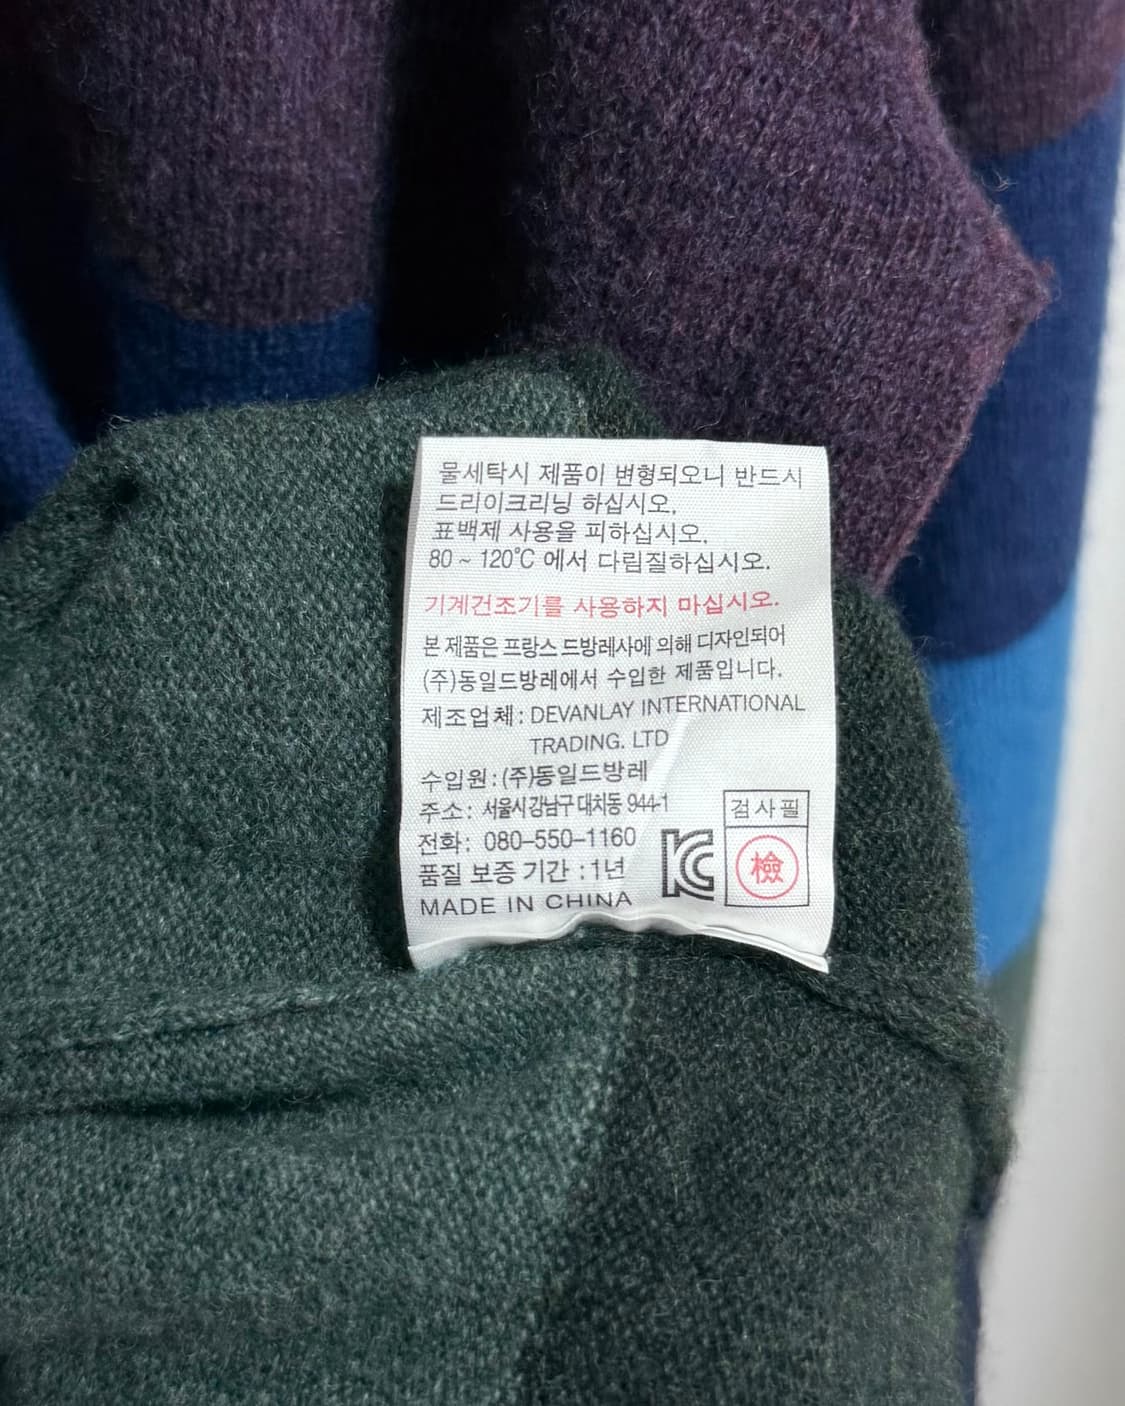 물세탁시 제품이 변형되오니 반드시
드리이크리닝 하십시오.
표백제 사용을 피하십시오.
80 ~ 120°C 에서 다림질하십시오.
기계건조기를 사용하지 마십시오.
본 제품은 프랑스 드방레사에 의해 디자인되어
(주)동일드방레에서 수입한 제품입니다.
제조업체: DEVANLAY INTERNATIONAL
TRADING. LTD
수입원:(주)동일드방레
주소: 서울시 강남구 대치동 944-1
전화: 080-550-1160
품질 보증 기간 :1년
MADE IN CHINA
KC
검사필
檢